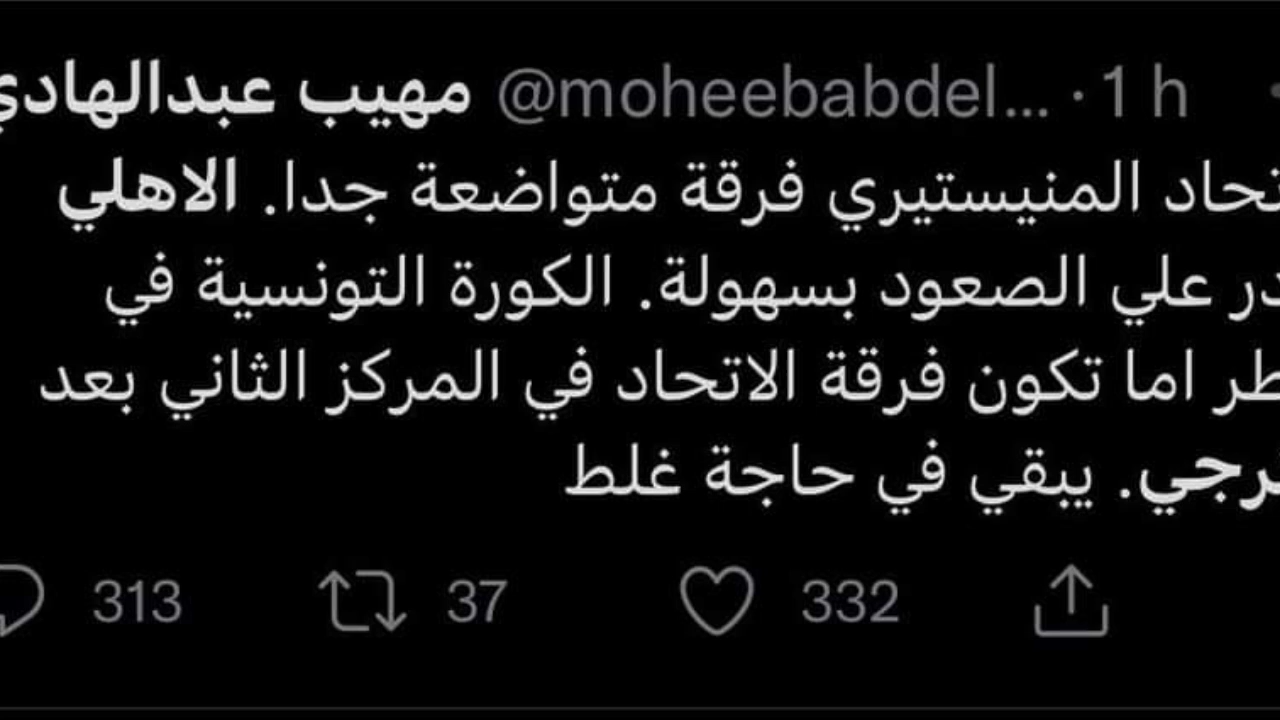 مهيب عبدالهادي @moheebabdel... · 1 h
تحاد المنيستيري فرقة متواضعة جدا. الاهلي
در علي الصعود بسهولة. الكورة التونسية في
طر اما تكون فرقة الاتحاد في المركز الثاني بعد
رجي. يبقي في حاجة غلط
313 37 332